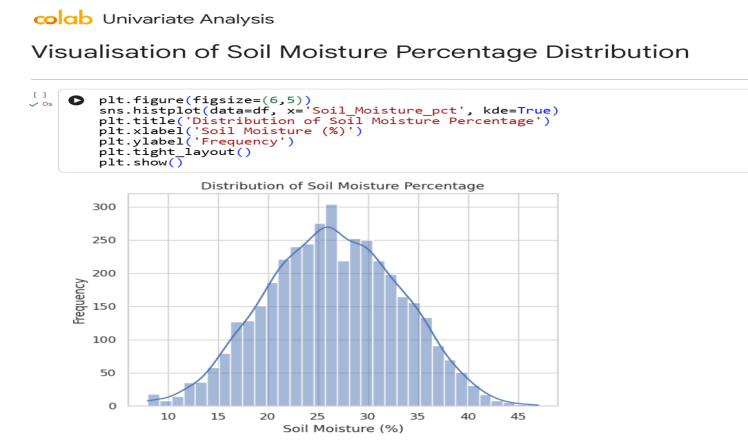 colab Univariate Analysis
Visualisation of Soil Moisture Percentage Distribution
[ ]
0s
plt.figure(figsize=(6,5))
sns.histplot(data=df, x='Soil_Moisture_pct', kde=True)
plt.title('Distribution of Soil Moisture Percentage')
plt.xlabel('Soil Moisture (%)')
plt.ylabel('Frequency')
plt.tight_layout()
plt.show()
Distribution of Soil Moisture Percentage
Frequency
300
250
200
150
100
50
0
10 15 20 25 30 35 40 45
Soil Moisture (%)